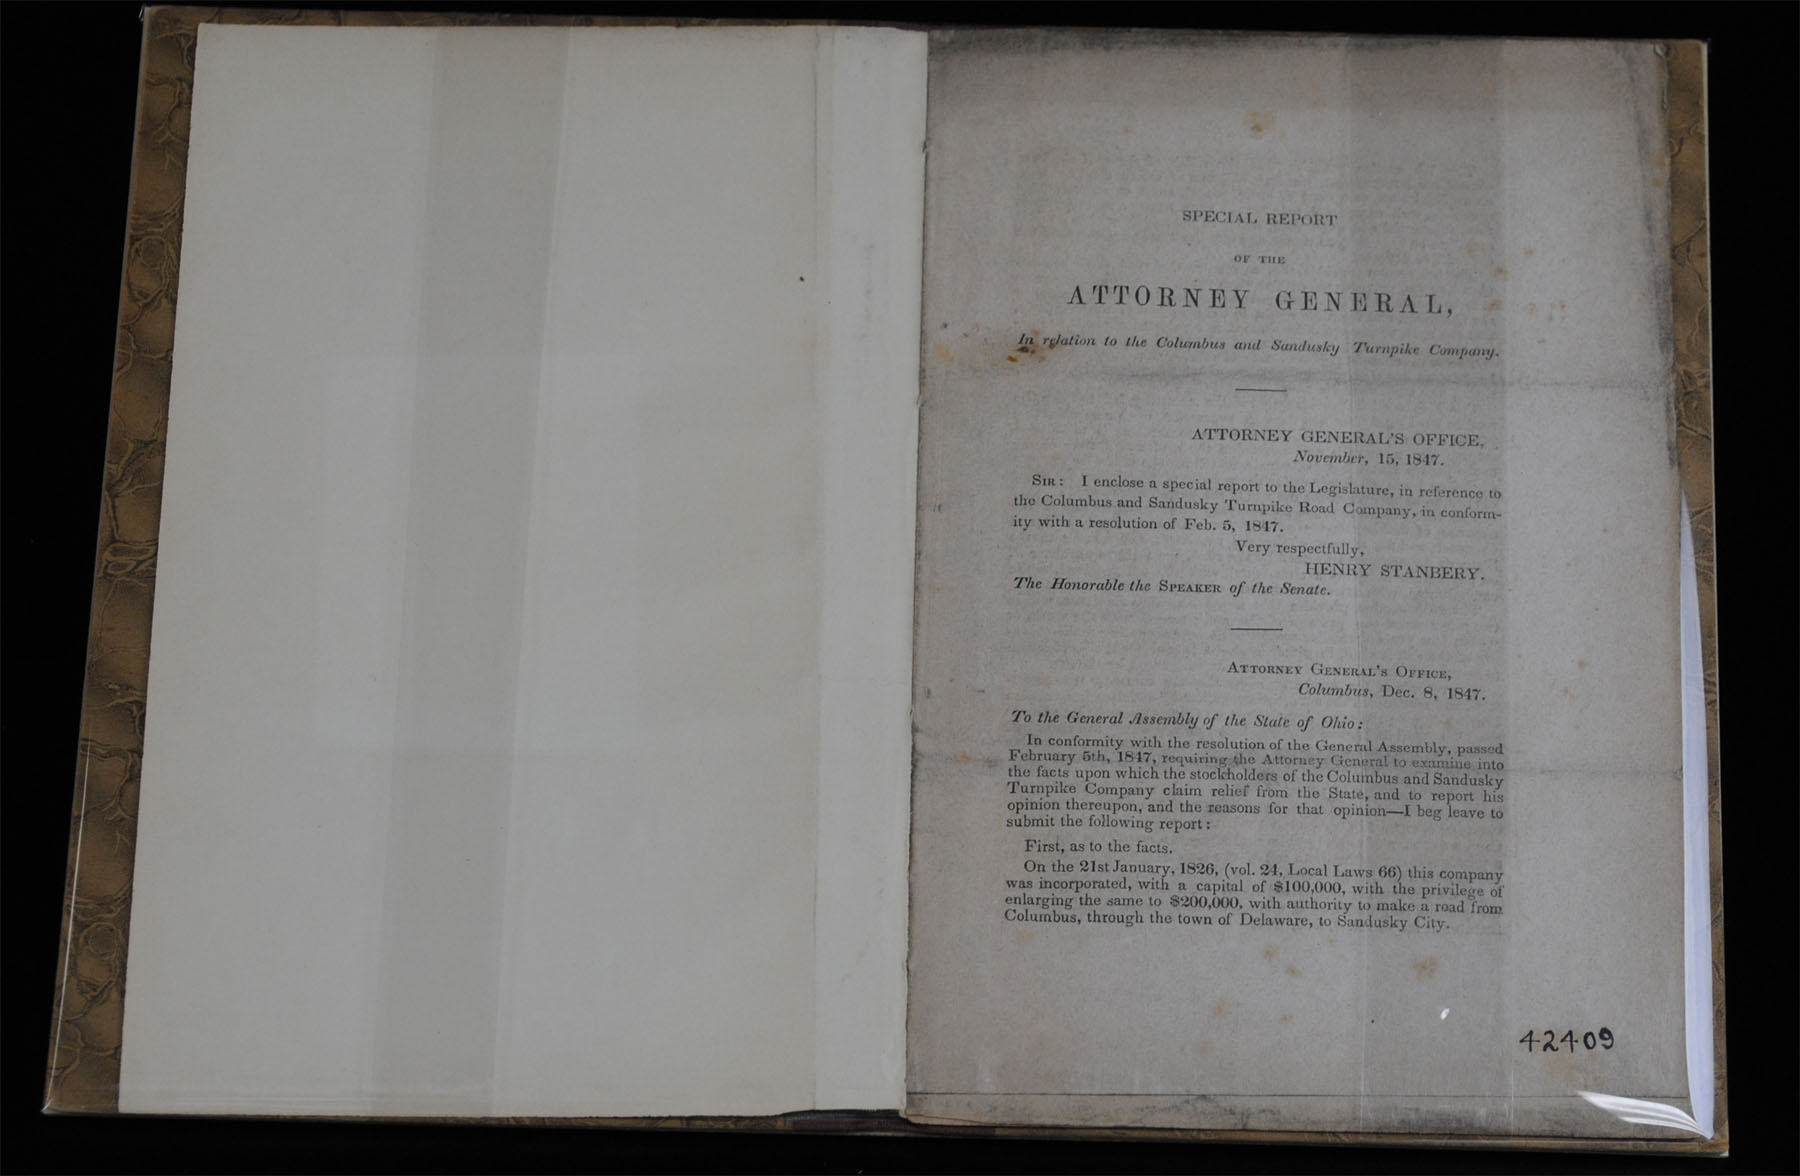 SPECIAL REPORT
OF THE
ATTORNEY GENERAL,
In relation to the Columbus and Sandusky Turnpike Company.
ATTORNEY GENERAL'S OFFICE,
November, 15, 1847.
SIR: I enclose a special report to the Legislature, in reference to
the Columbus and Sandusky Turnpike Road Company, in conform-
ity with a resolution of Feb. 5, 1847.
Very respectfully,
HENRY STANBERY.
The Honorable the SPEAKER of the Senate.
ATTORNEY GENERAL'S OFFICE,
Columbus, Dec. 8, 1847.
To the General Assembly of the State of Ohio:
In conformity with the resolution of the General Assembly, passed
February 5th, 1847, requiring the Attorney General to examine into
the facts upon which the stockholders of the Columbus and Sandusky
Turnpike Company claim relief from the State, and to report his
opinion thereupon, and the reasons for that opinion—I beg leave to
submit the following report:
First, as to the facts.
On the 21st January, 1826, (vol. 24, Local Laws 66) this company
was incorporated, with a capital of $100,000, with the privilege of
enlarging the same to $200,000, with authority to make a road from
Columbus, through the town of Delaware, to Sandusky City.
42409